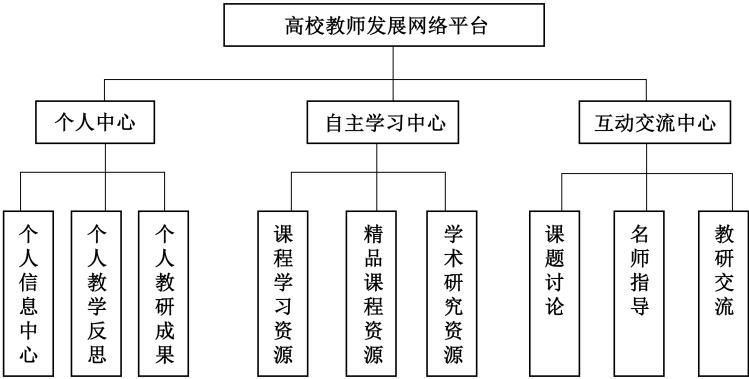 高校教师发展网络平台
个人中心
自主学习中心
互动交流中心
个人信息中心
个人教学反思
个人教研成果
课程学习资源
精品课程资源
学术研究资源
课题讨论
名师指导
教研交流